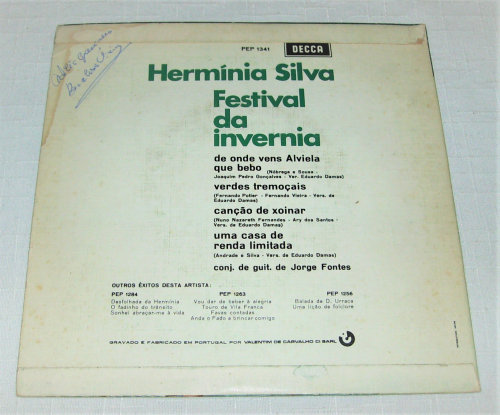 PEP 1341 DECCA
Hermínia Silva
Festival
da
invernia
de onde vens Alviela
que bebo (Nóbrega e Sousa -
Joaquim Pedro Gonçalves - Ver. Eduardo Damas)
verdes tremoçais
(Fernando Potier - Fernando Vieira - Vers. de
Eduardo Damas)
canção de xoinar
(Nuno Nazareth Fernandes - Ary dos Santos -
Vers. de Eduardo Damas)
uma casa de
renda limitada
(Andrade e Silva - Vers. de Eduardo Damas)
conj. de guit. de Jorge Fontes
OUTROS ÊXITOS DESTA ARTISTA:
PEP 1284 PEP 1263 PEP 1256
Desfolhada da Hermínia Vou dar de beber à alegria Balada de D. Urraca
O fadinho do trânsito Touro de Vila Franca Uma lição de folclore
Sonhei abraçarima à vida Favas contadas
Anda ó Fado a brincar comigo
GRAVADO E FABRICADO EM PORTUGAL POR VALENTIM DE CARVALHO CI SARL